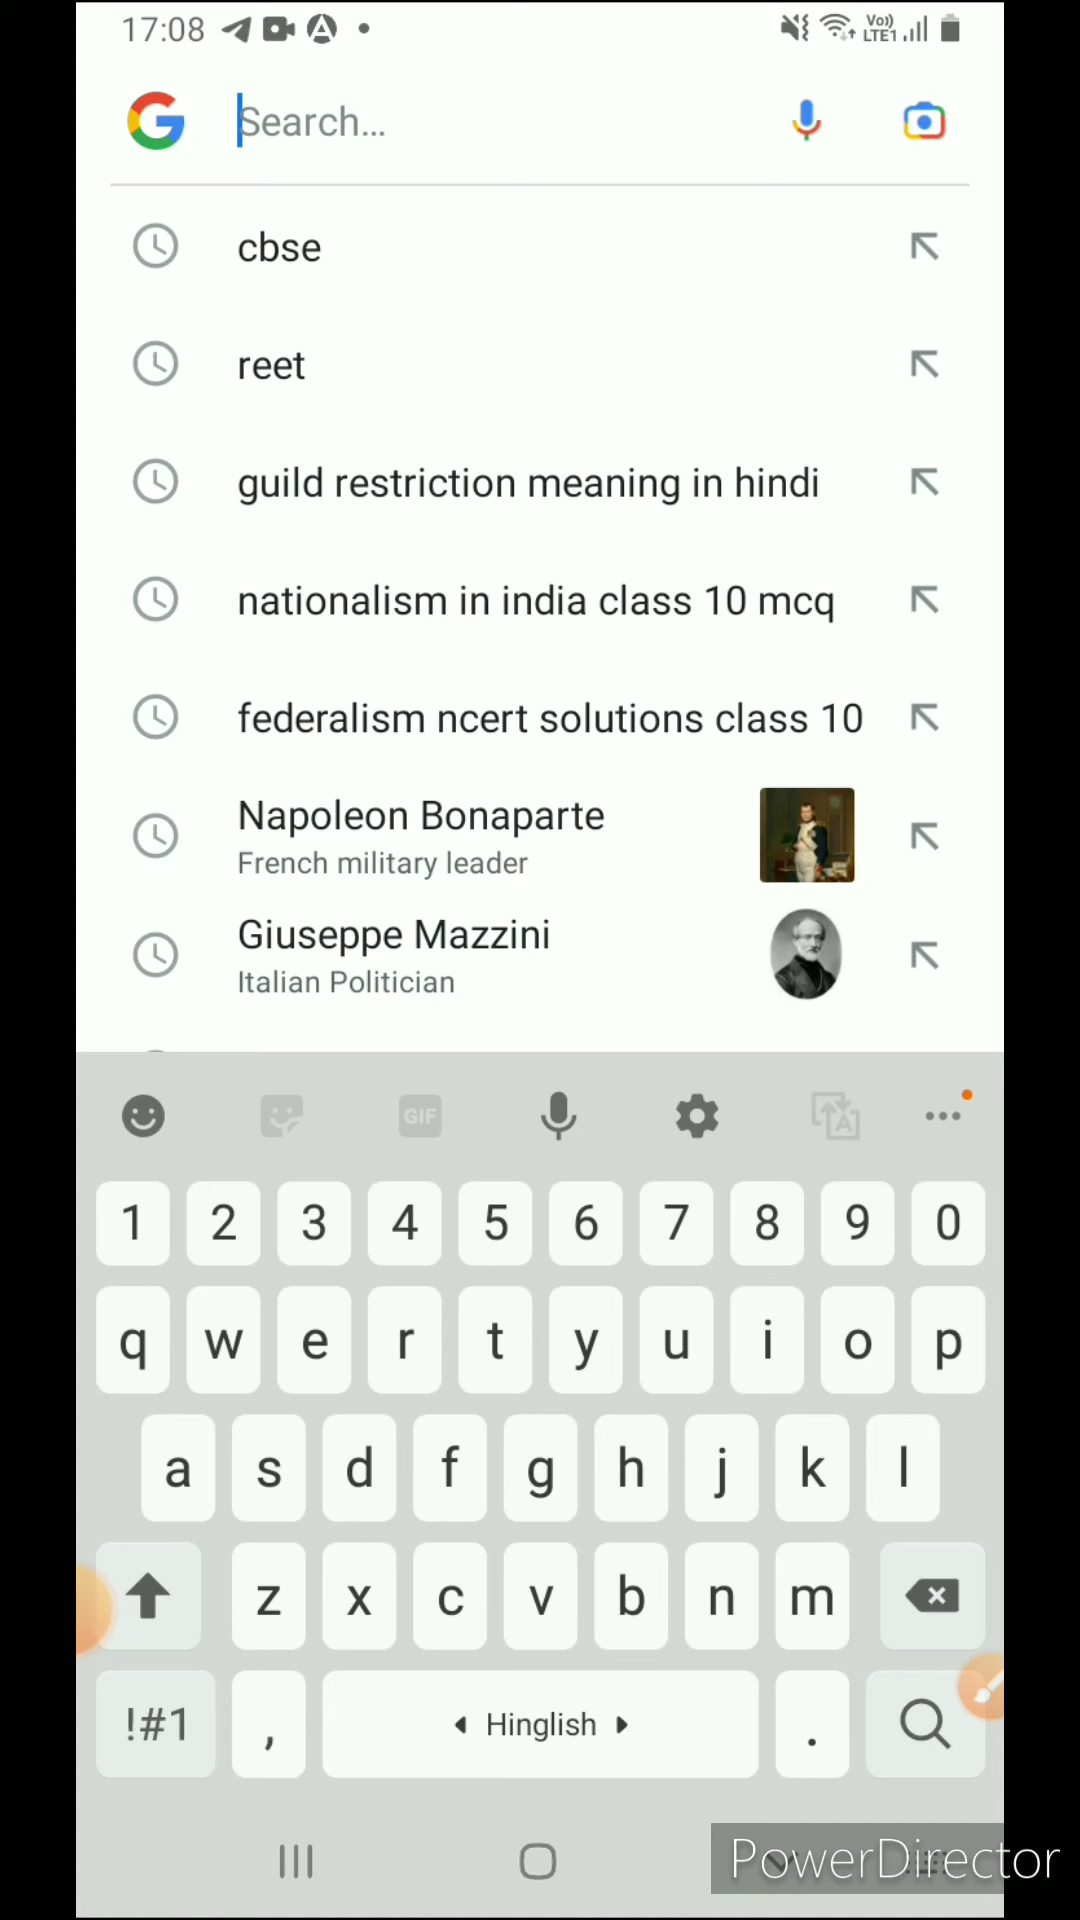 17:08
Vo))
LTE1
Search...
cbse
reet
guild restriction meaning in hindi
nationalism in india class 10 mcq
federalism ncert solutions class 10
Napoleon Bonaparte
French military leader
Giuseppe Mazzini
Italian Politician
GIF
1 2 3 4 5 6 7 8 9 0
q w e r t y u i o p
a s d f g h j k l
z x c v b n m
!#1 , Hinglish .
PowerDirector